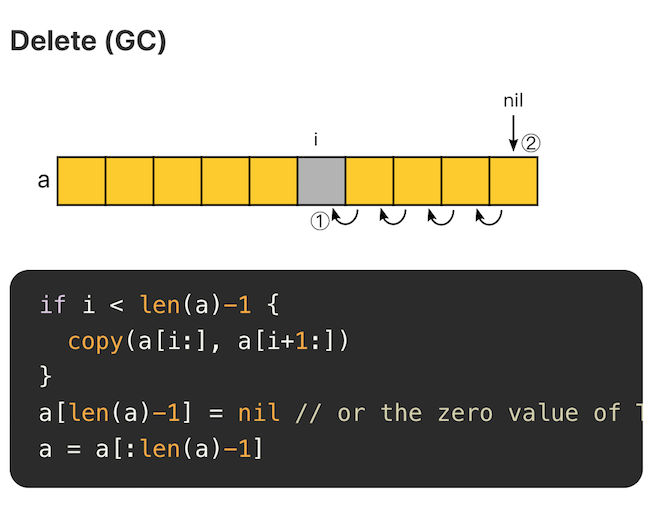 Delete (GC)
nil
②
i
a
①
if i < len(a)-1 {
  copy(a[i:], a[i+1:])
}
a[len(a)-1] = nil // or the zero value of
a = a[:len(a)-1]